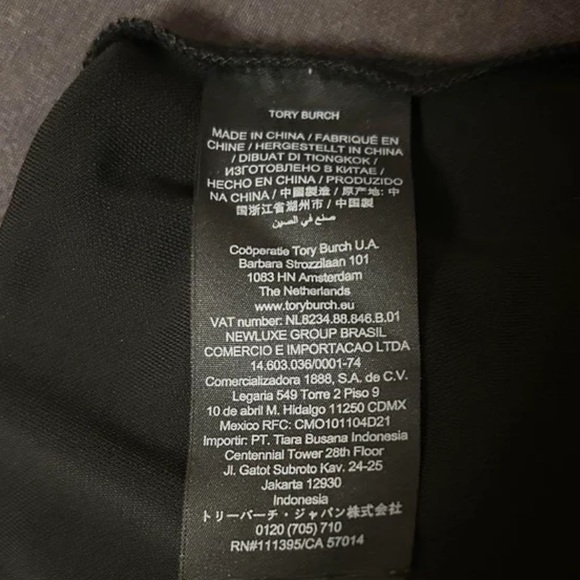 TORY BURCH
MADE IN CHINA / FABRIQUÉ EN
CHINE / HERGESTELLT IN CHINA
/ DIBUAT DI TIONGKOK /
ИЗГОТОВЛЕНО В КИТАЕ /
HECHO EN CHINA / PRODUZIDO
NA CHINA / 中國製造 / 原产地: 中
国浙江省湖州市 / 中国製
صنع في الصين
Coöperatie Tory Burch U.A.
Barbara Strozzilaan 101
1083 HN Amsterdam
The Netherlands
www.toryburch.eu
VAT number: NL8234.88.846.B.01
NEWLUXE GROUP BRASIL
COMERCIO E IMPORTACAO LTDA
14.603.036/0001-74
Comercializadora 1888, S.A. de C.V.
Legaria 549 Torre 2 Piso 9
10 de abril M. Hidalgo 11250 CDMX
Mexico RFC: CMO101104D21
Importir: PT. Tiara Busana Indonesia
Centennial Tower 28th Floor
Jl. Gatot Subroto Kav. 24-25
Jakarta 12930
Indonesia
トリーバーチ・ジャパン株式会社
0120 (705) 710
RN#111395/CA 57014